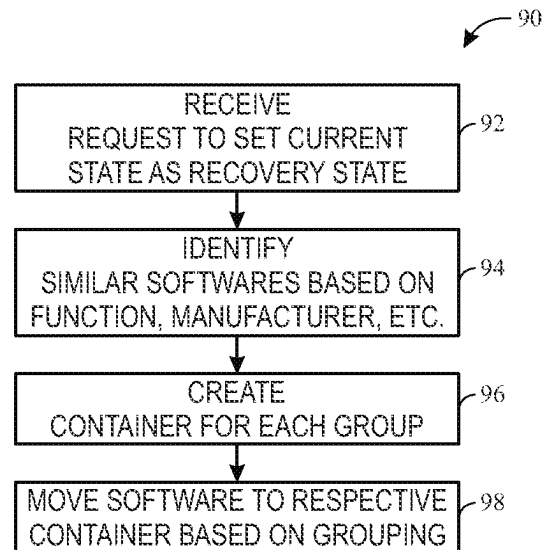 90
RECEIVE
REQUEST TO SET CURRENT
STATE AS RECOVERY STATE
92
IDENTIFY
SIMILAR SOFTWARES BASED ON
FUNCTION, MANUFACTURER, ETC.
94
CREATE
CONTAINER FOR EACH GROUP
96
MOVE SOFTWARE TO RESPECTIVE
CONTAINER BASED ON GROUPING
98